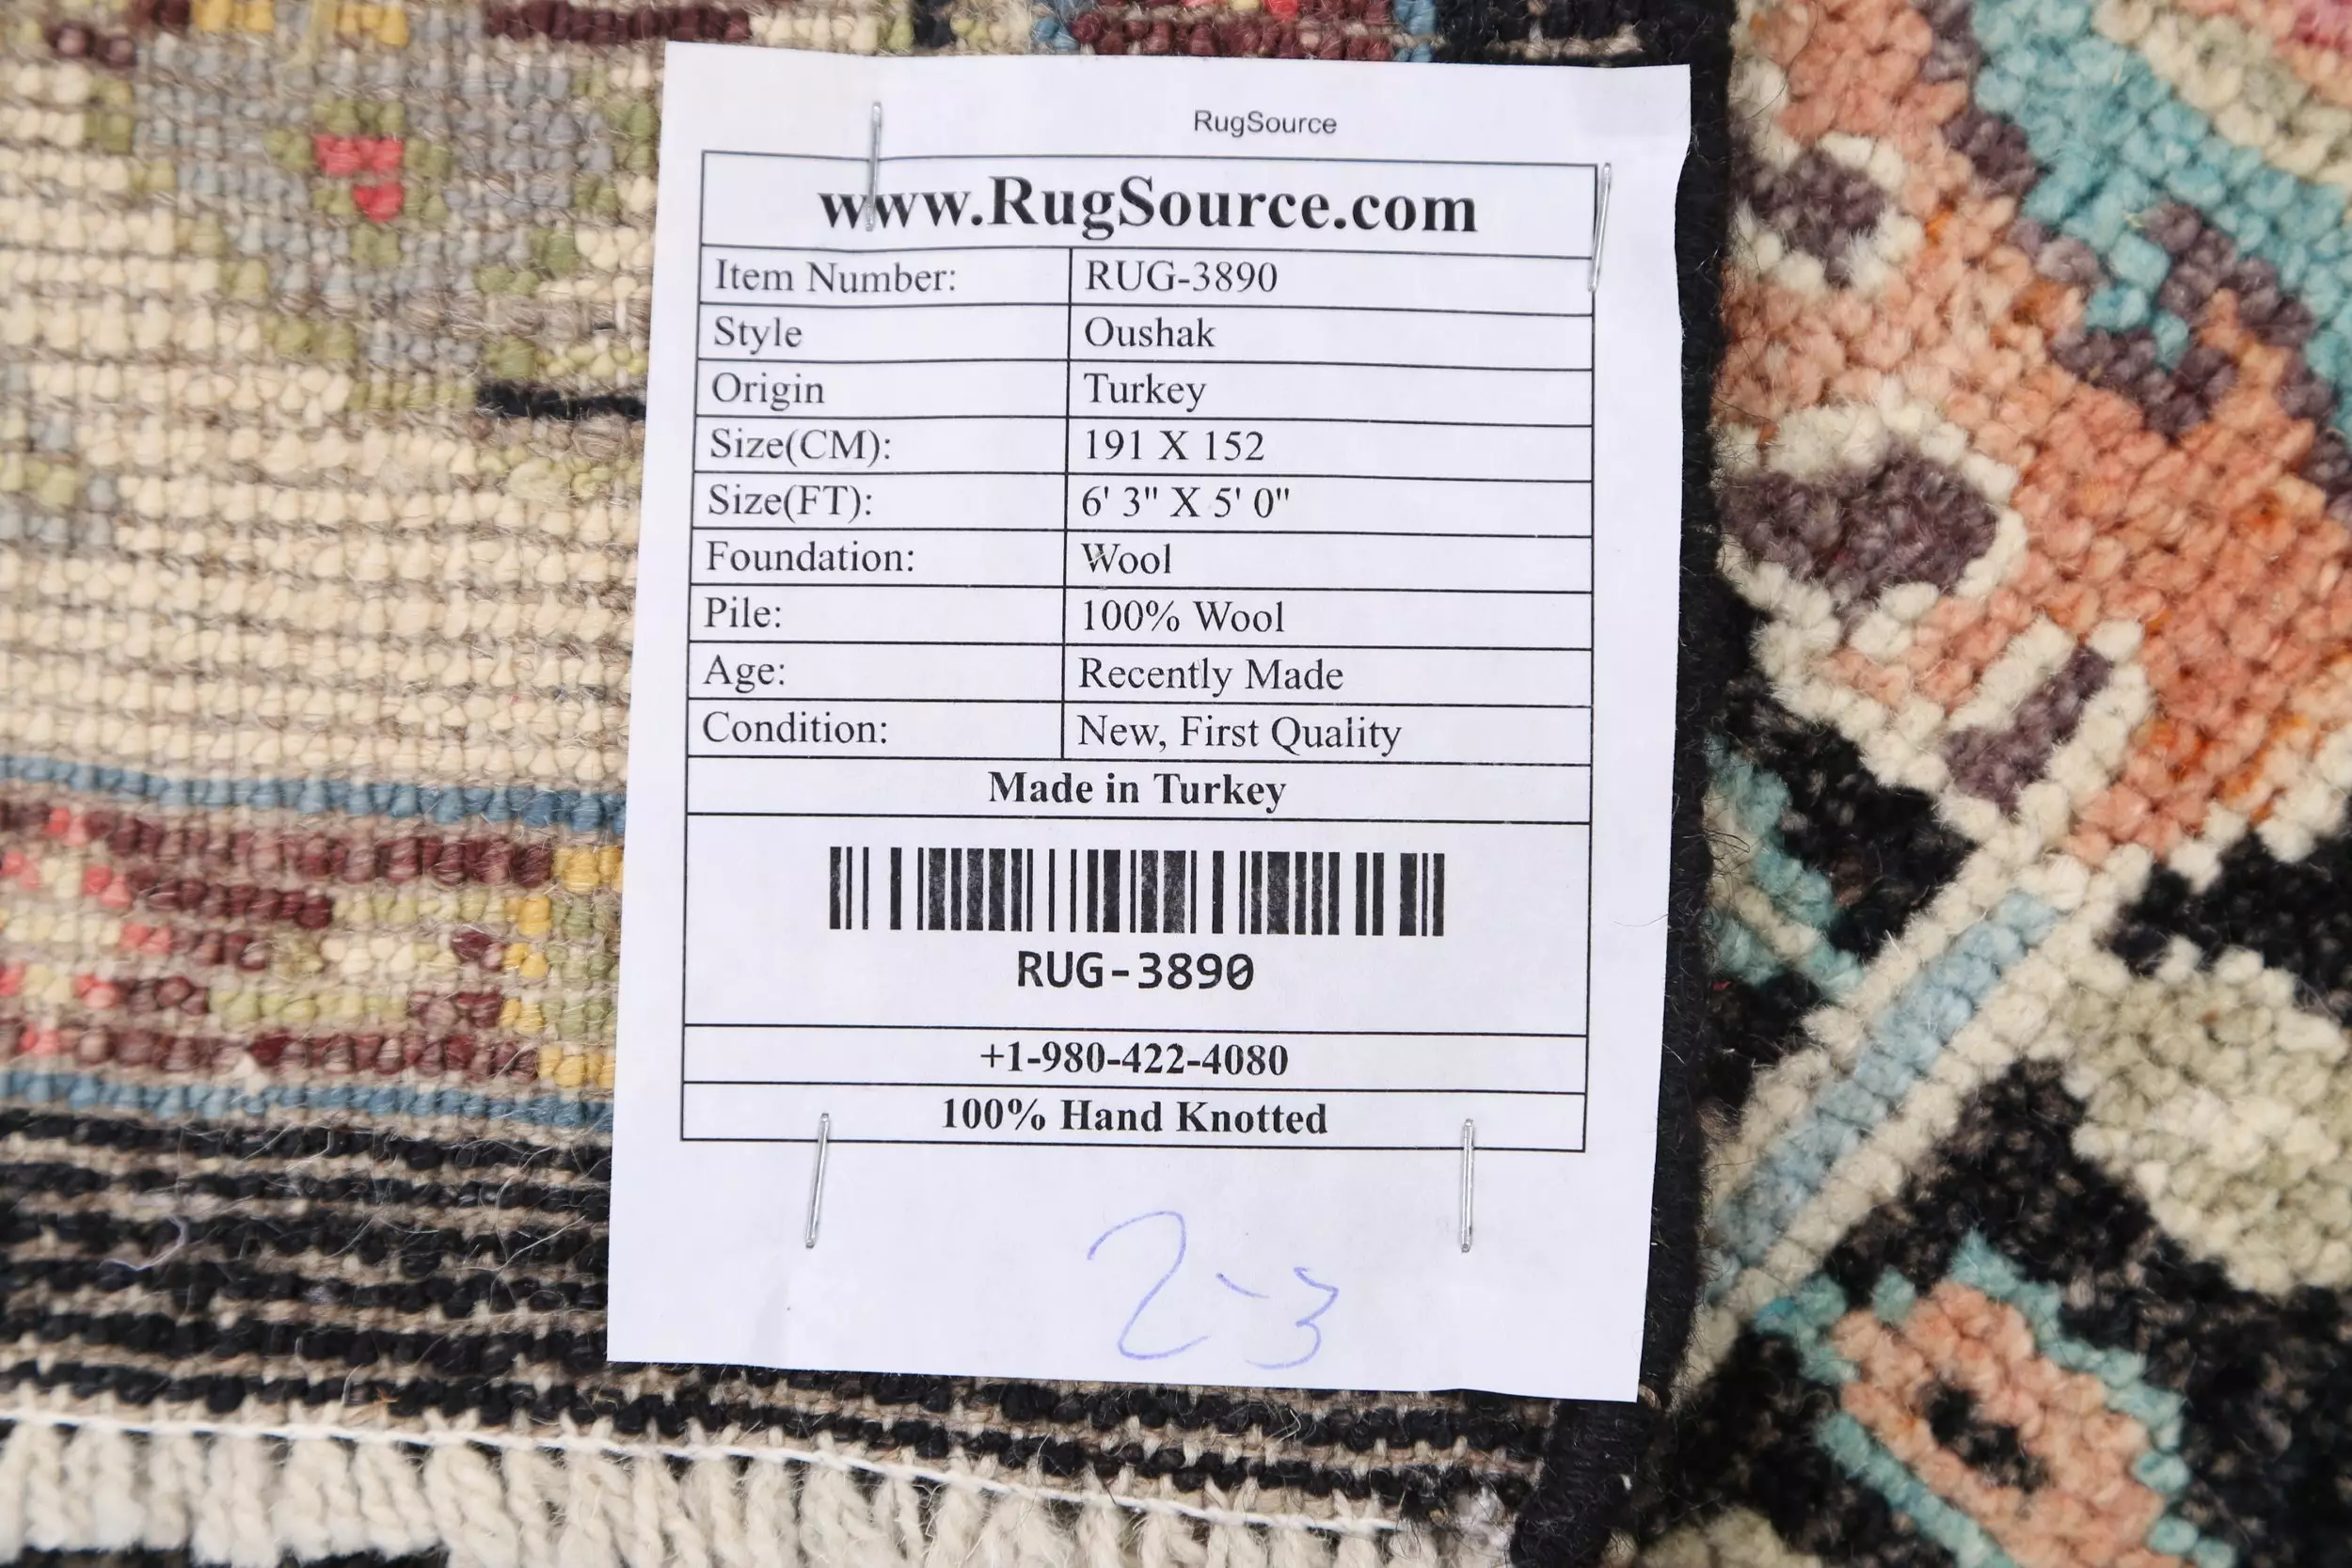 RugSource
www.RugSource.com
Item Number: RUG-3890
Style Oushak
Origin Turkey
Size(CM): 191 X 152
Size(FT): 6' 3" X 5' 0"
Foundation: Wool
Pile: 100% Wool
Age: Recently Made
Condition: New, First Quality
Made in Turkey
RUG-3890
+1-980-422-4080
100% Hand Knotted
2-3